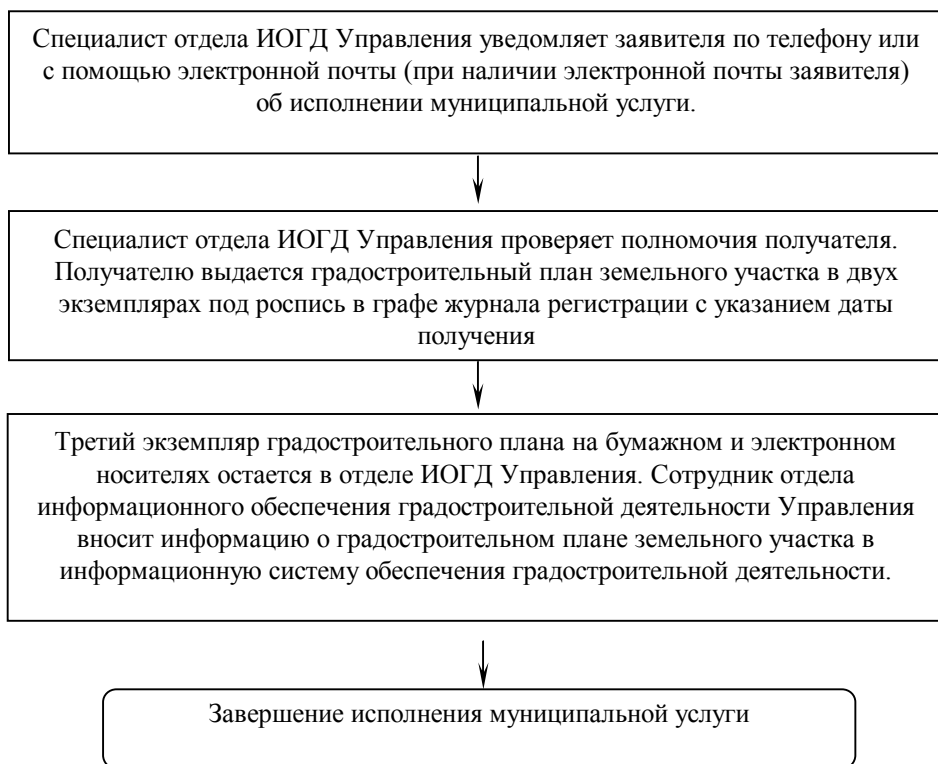 Специалист отдела ИОГД Управления уведомляет заявителя по телефону или
с помощью электронной почты (при наличии электронной почты заявителя)
об исполнении муниципальной услуги.
Специалист отдела ИОГД Управления проверяет полномочия получателя.
Получателю выдается градостроительный план земельного участка в двух
экземплярах под роспись в графе журнала регистрации с указанием даты
получения
Третий экземпляр градостроительного плана на бумажном и электронном
носителях остается в отделе ИОГД Управления. Сотрудник отдела
информационного обеспечения градостроительной деятельности Управления
вносит информацию о градостроительном плане земельного участка в
информационную систему обеспечения градостроительной деятельности.
Завершение исполнения муниципальной услуги